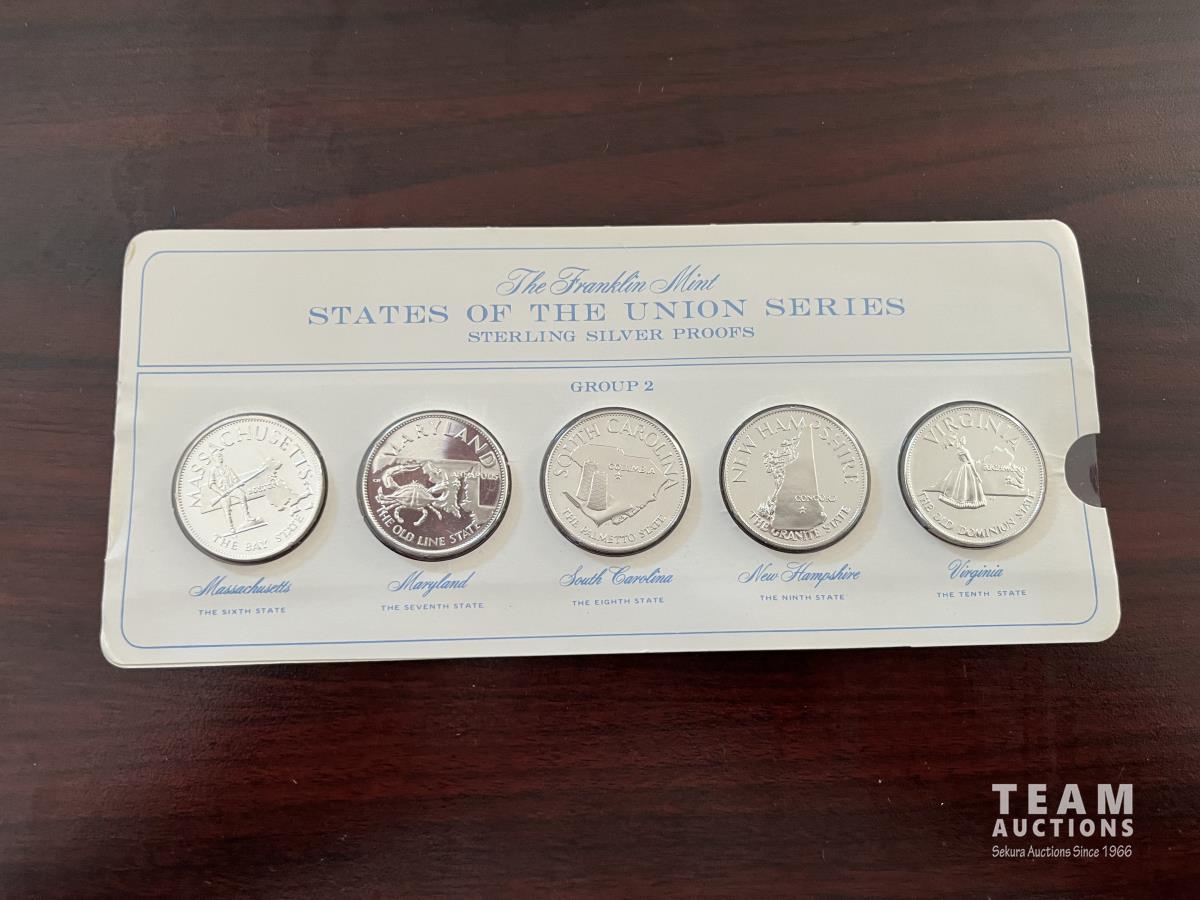 The Franklin Mint
STATES OF THE UNION SERIES
STERLING SILVER PROOFS
GROUP 2
MASSACHUSETTS
THE BAY STATE
MARYLAND
ANNAPOLIS
THE OLD LINE STATE
SOUTH CAROLINA
COLUMBIA
THE PALMETTO STATE
NEW HAMPSHIRE
CONCORD
THE GRANITE STATE
VIRGINIA
RICHMOND
THE OLD DOMINION STATE
Massachusetts
THE SIXTH STATE
Maryland
THE SEVENTH STATE
South Carolina
THE EIGHTH STATE
New Hampshire
THE NINTH STATE
Virginia
THE TENTH STATE
TEAM
AUCTIONS
Sekura Auctions Since 1966